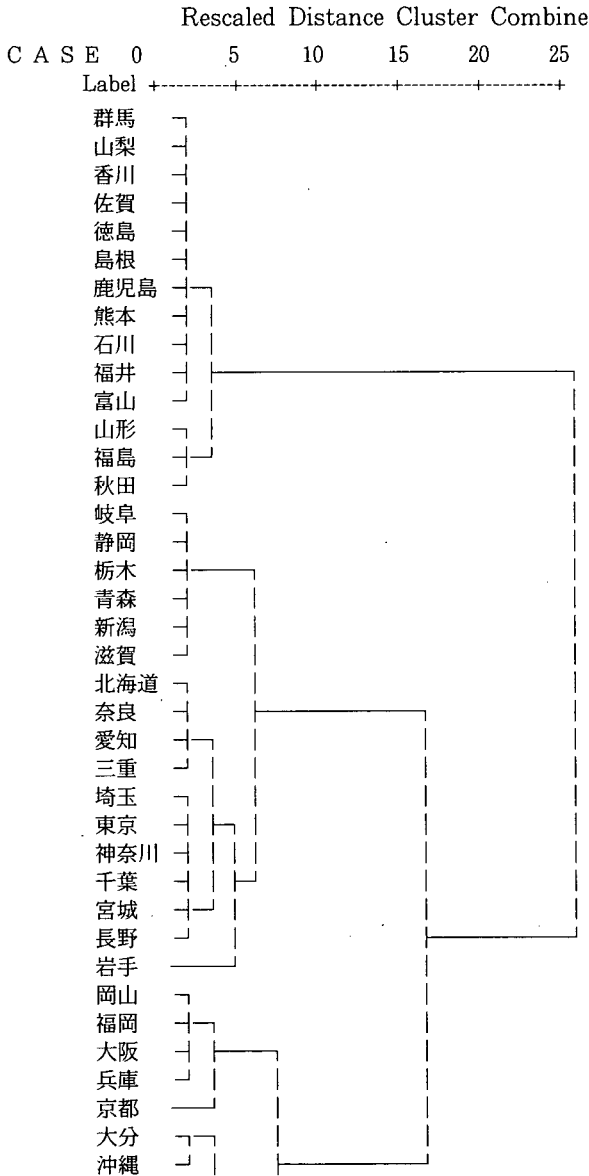 Rescaled Distance Cluster Combine
C A S E 0 5 10 15 20 25
Label
群馬
山梨
香川
佐賀
徳島
島根
鹿児島
熊本
石川
福井
富山
山形
福島
秋田
岐阜
静岡
栃木
青森
新潟
滋賀
北海道
奈良
愛知
三重
埼玉
東京
神奈川
千葉
宮城
長野
岩手
岡山
福岡
大阪
兵庫
京都
大分
沖縄